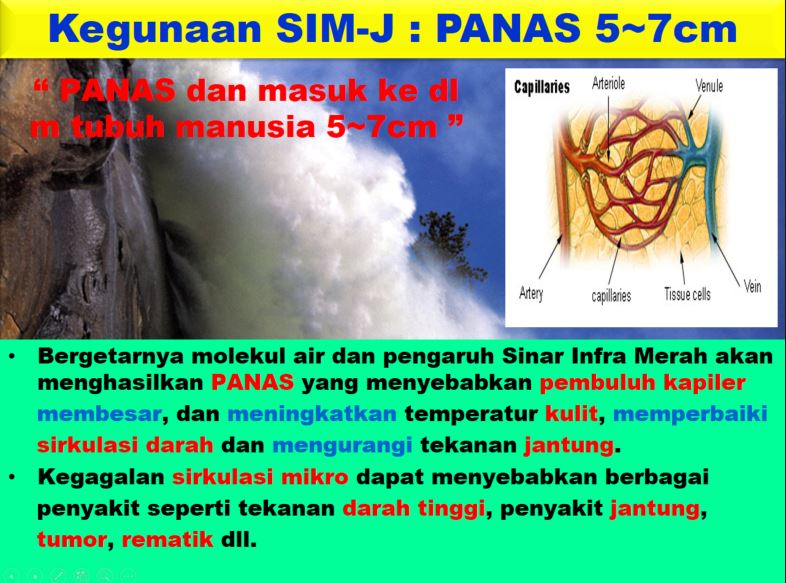 Kegunaan SIM-J : PANAS 5~7cm
“ PANAS dan masuk ke dl
m tubuh manusia 5~7cm ”
Capillaries
Arteriole
Venule
Artery
capillaries
Tissue cells
Vein
• Bergetarnya molekul air dan pengaruh Sinar Infra Merah akan
menghasilkan PANAS yang menyebabkan pembuluh kapiler
membesar, dan meningkatkan temperatur kulit, memperbaiki
sirkulasi darah dan mengurangi tekanan jantung.
• Kegagalan sirkulasi mikro dapat menyebabkan berbagai
penyakit seperti tekanan darah tinggi, penyakit jantung,
tumor, rematik dll.